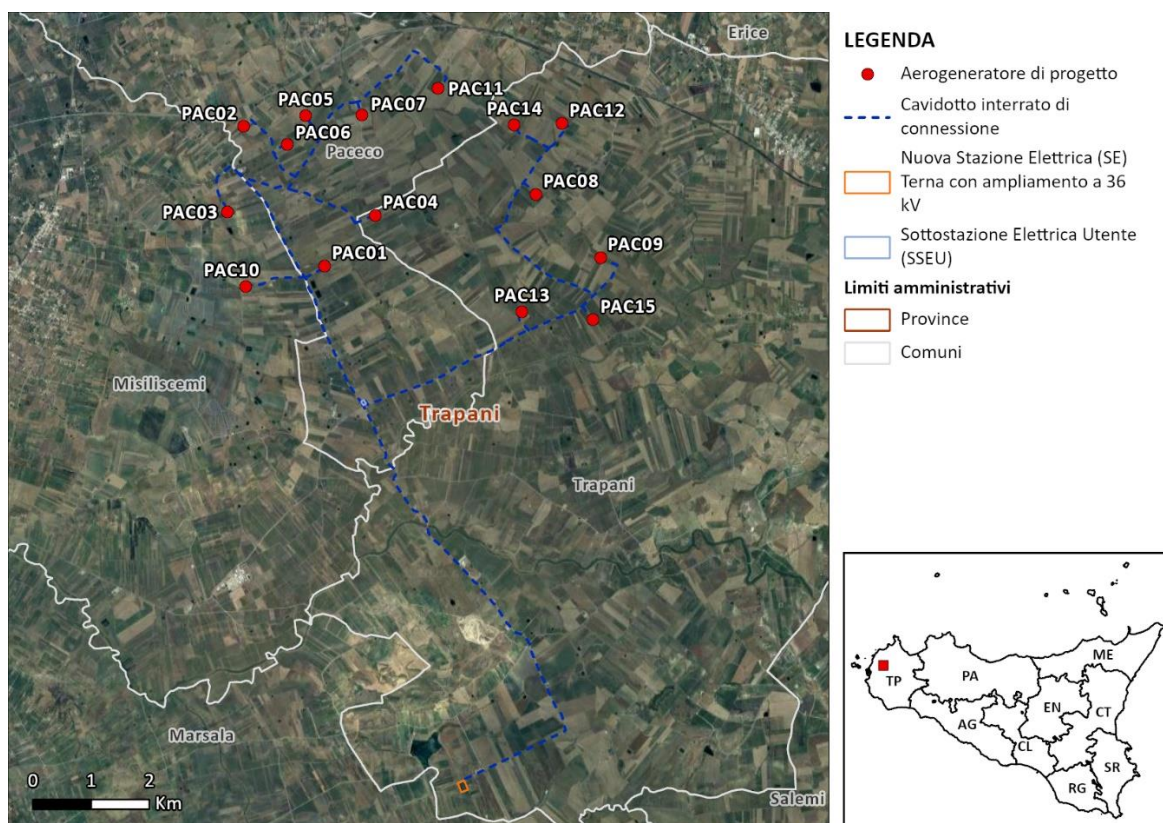 Erice
PAC11
PAC05
PAC07
PAC14
PAC12
PAC02
PAC06
Paceco
PAC08
PAC04
PAC03
PAC09
PAC01
PAC10
PAC13
PAC15
Misiliscemi
Trapani
Trapani
Marsala
Salemi
0 1 2
Km
LEGENDA
Aerogeneratore di progetto
Cavidotto interrato di
connessione
Nuova Stazione Elettrica (SE)
Terna con ampliamento a 36
kV
Sottostazione Elettrica Utente
(SSEU)
Limiti amministrativi
Province
Comuni
ME
TP
PA
EN
CT
AG
CL
SR
RG